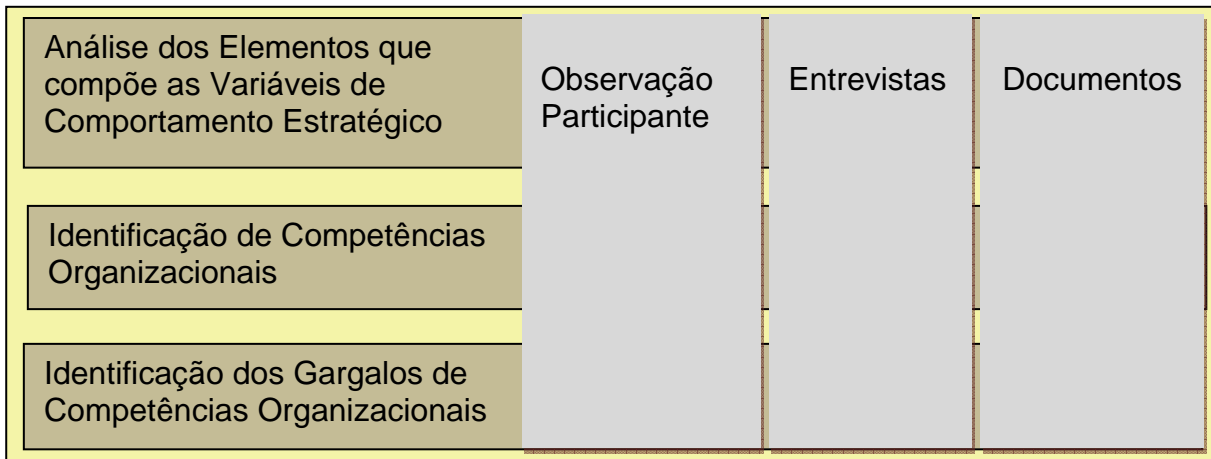 Análise dos Elementos que
compõe as Variáveis de
Comportamento Estratégico
Observação
Participante
Entrevistas
Documentos
Identificação de Competências
Organizacionais
Identificação dos Gargalos de
Competências Organizacionais